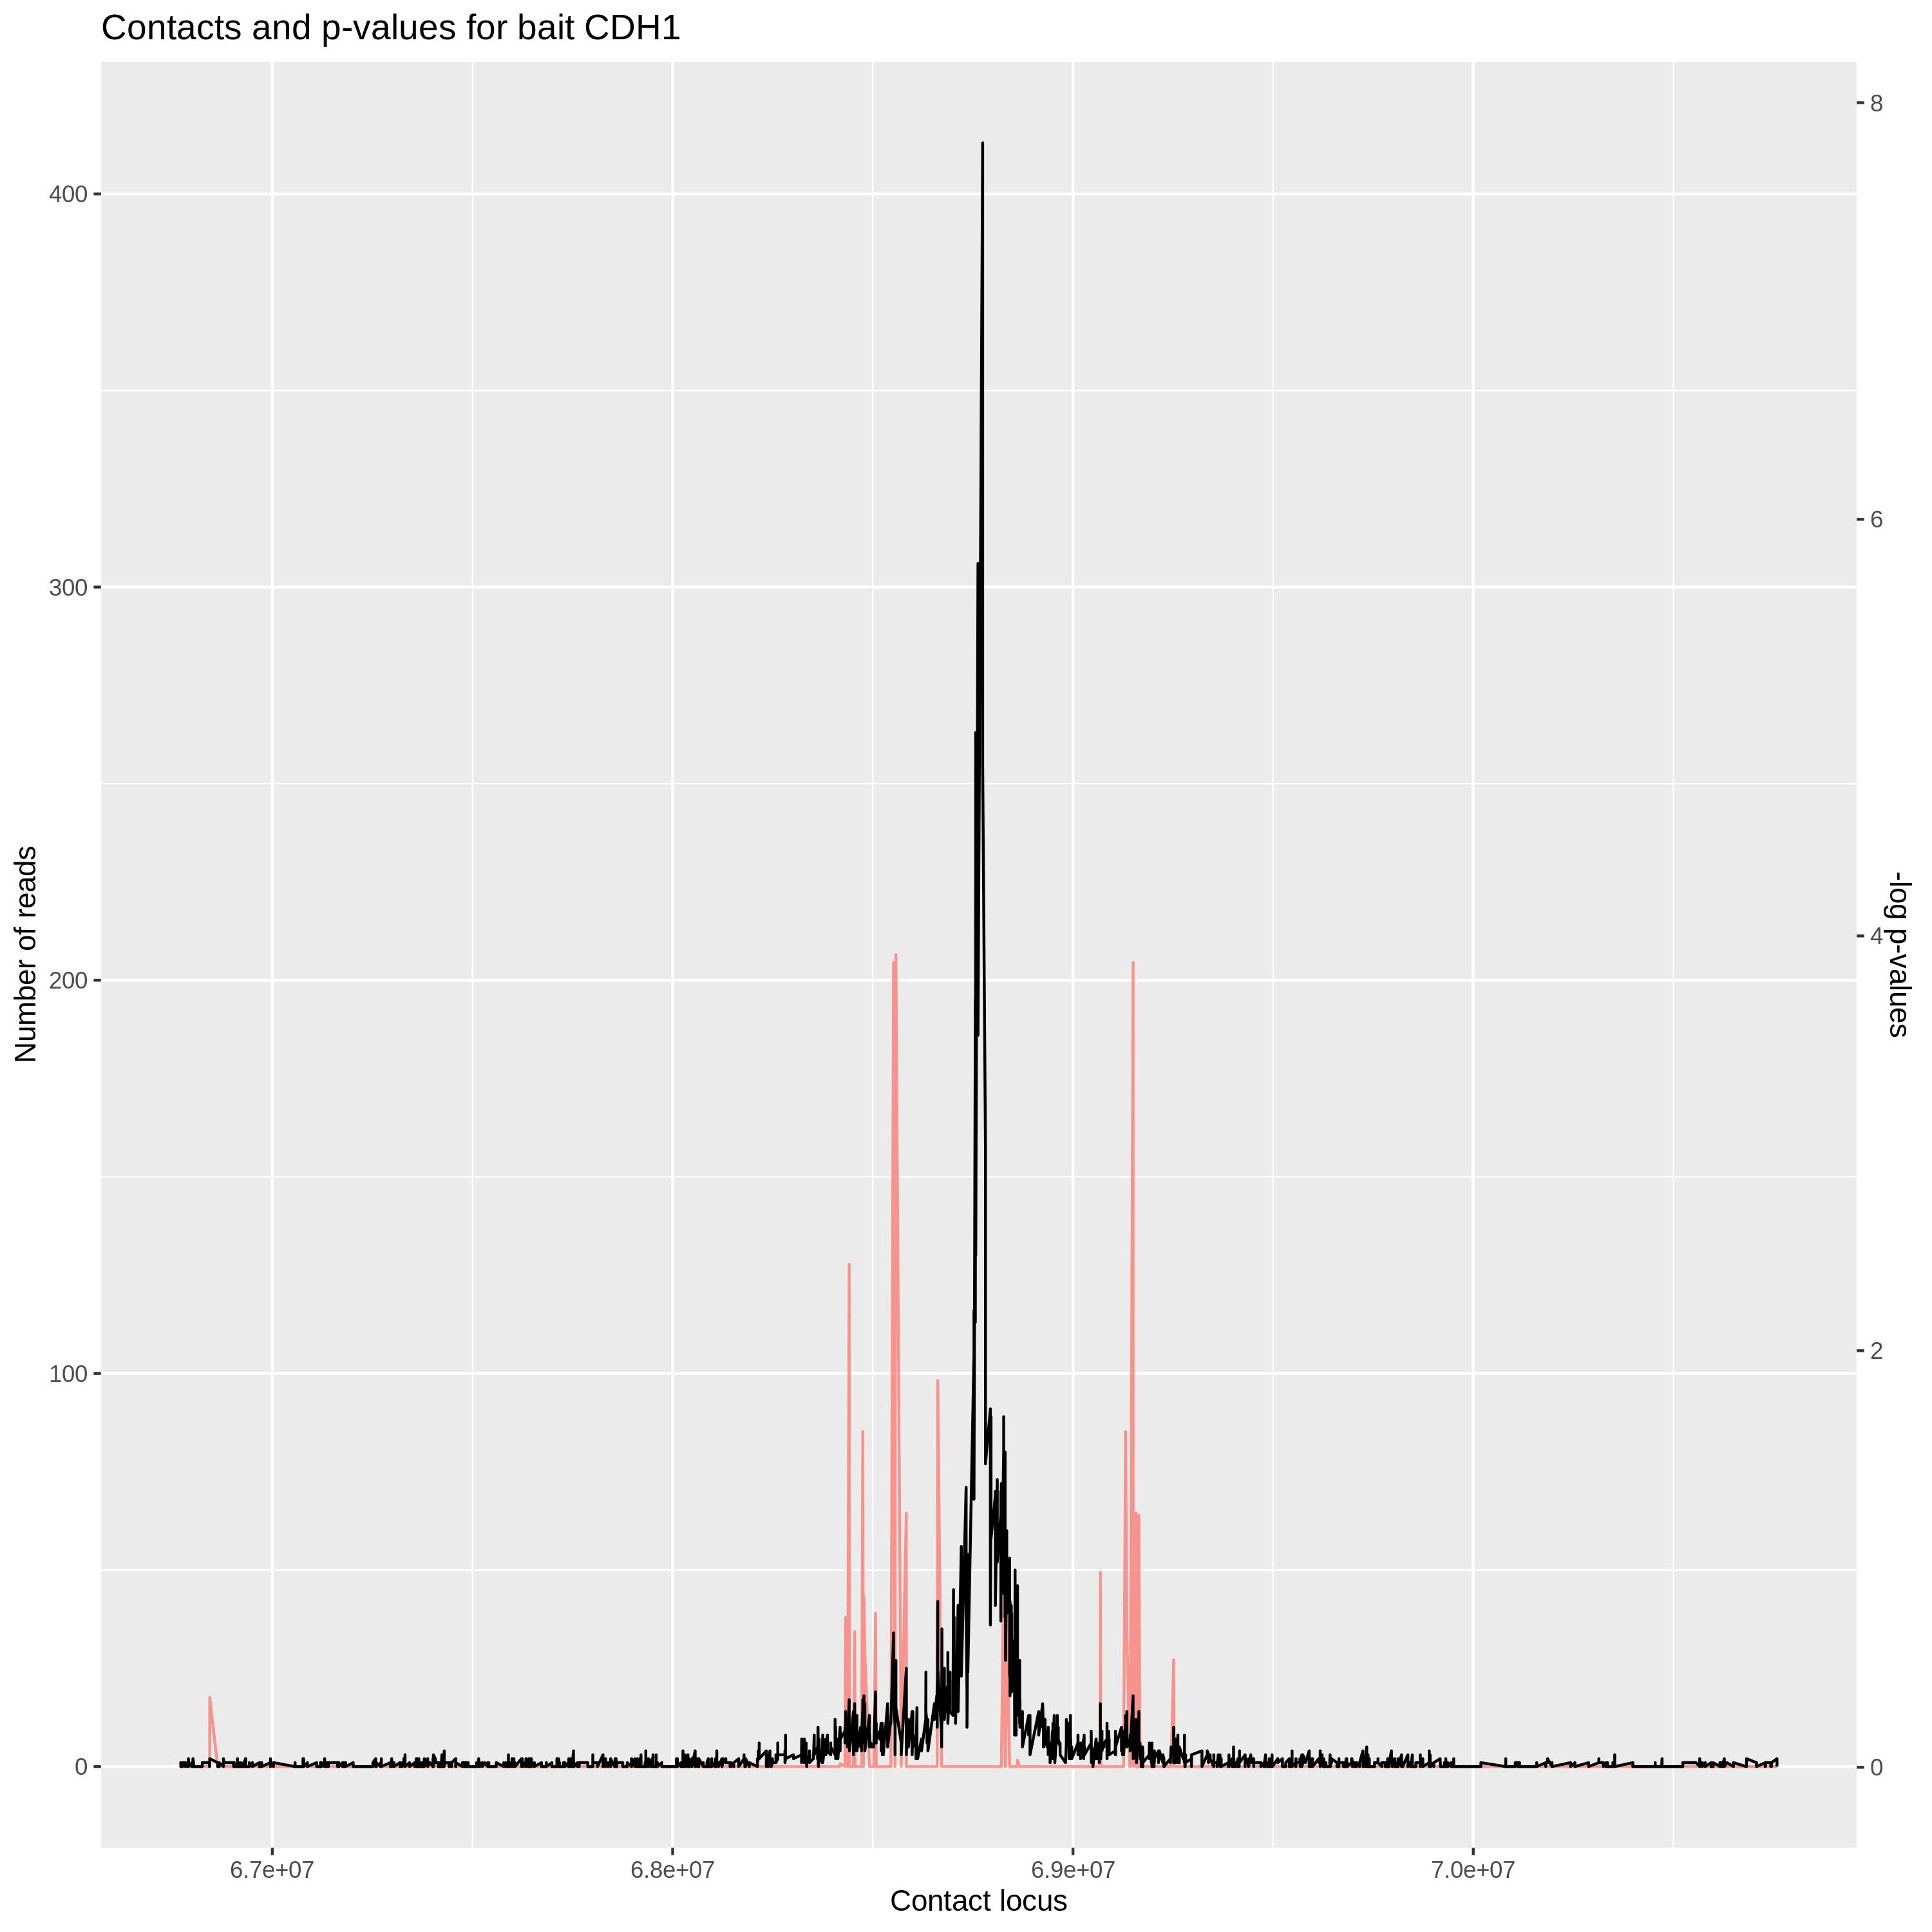 Contacts and p-values for bait CDH1
8
400
6
300
Number of reads
-log p-values
4
200
2
100
0
0
6.7e+07 6.8e+07 6.9e+07 7.0e+07
Contact locus